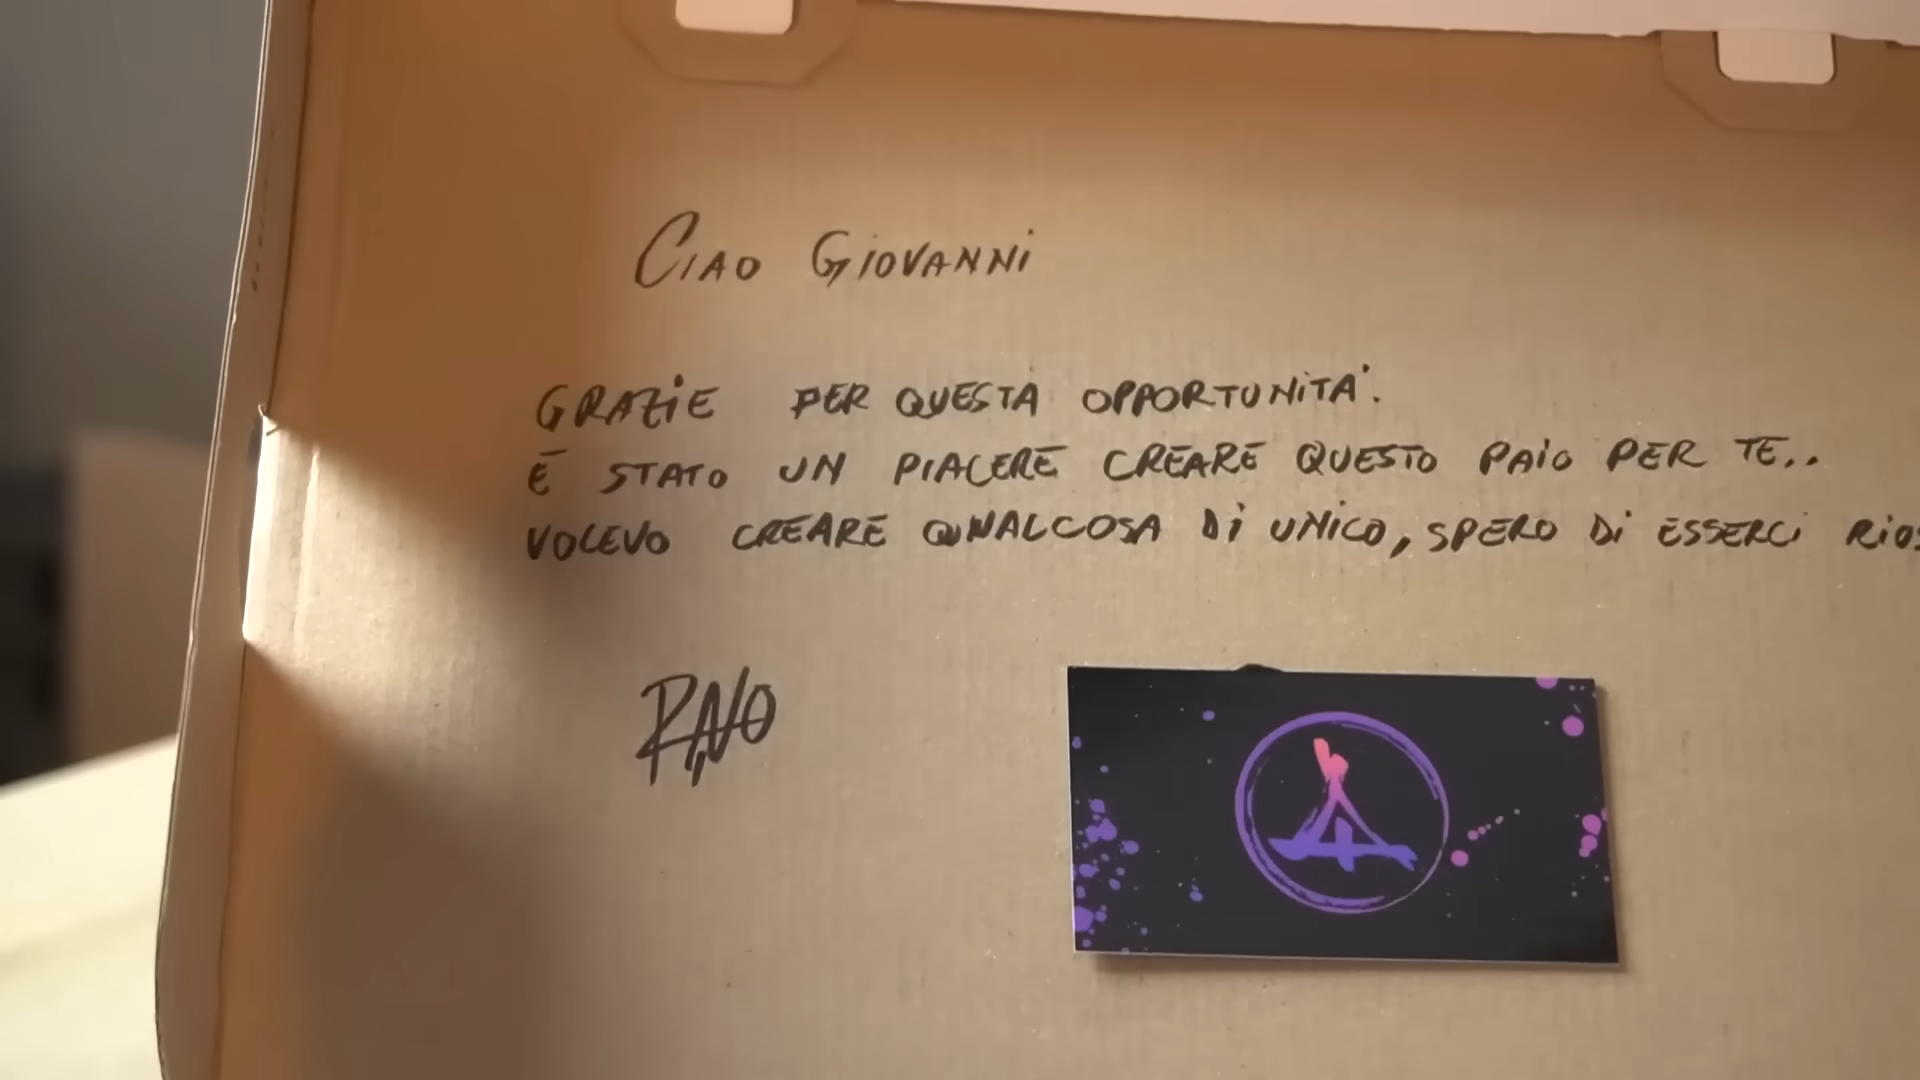 Ciao Giovanni
GRAZiE PER QUESTA OPPORTUNiTA'.
È STATO UN PIACERE CREARE QUESTO PAiO PER TE..
VOLEVO CREARE QUALCOSA Di UNiCO, SPERO Di ESSERCi